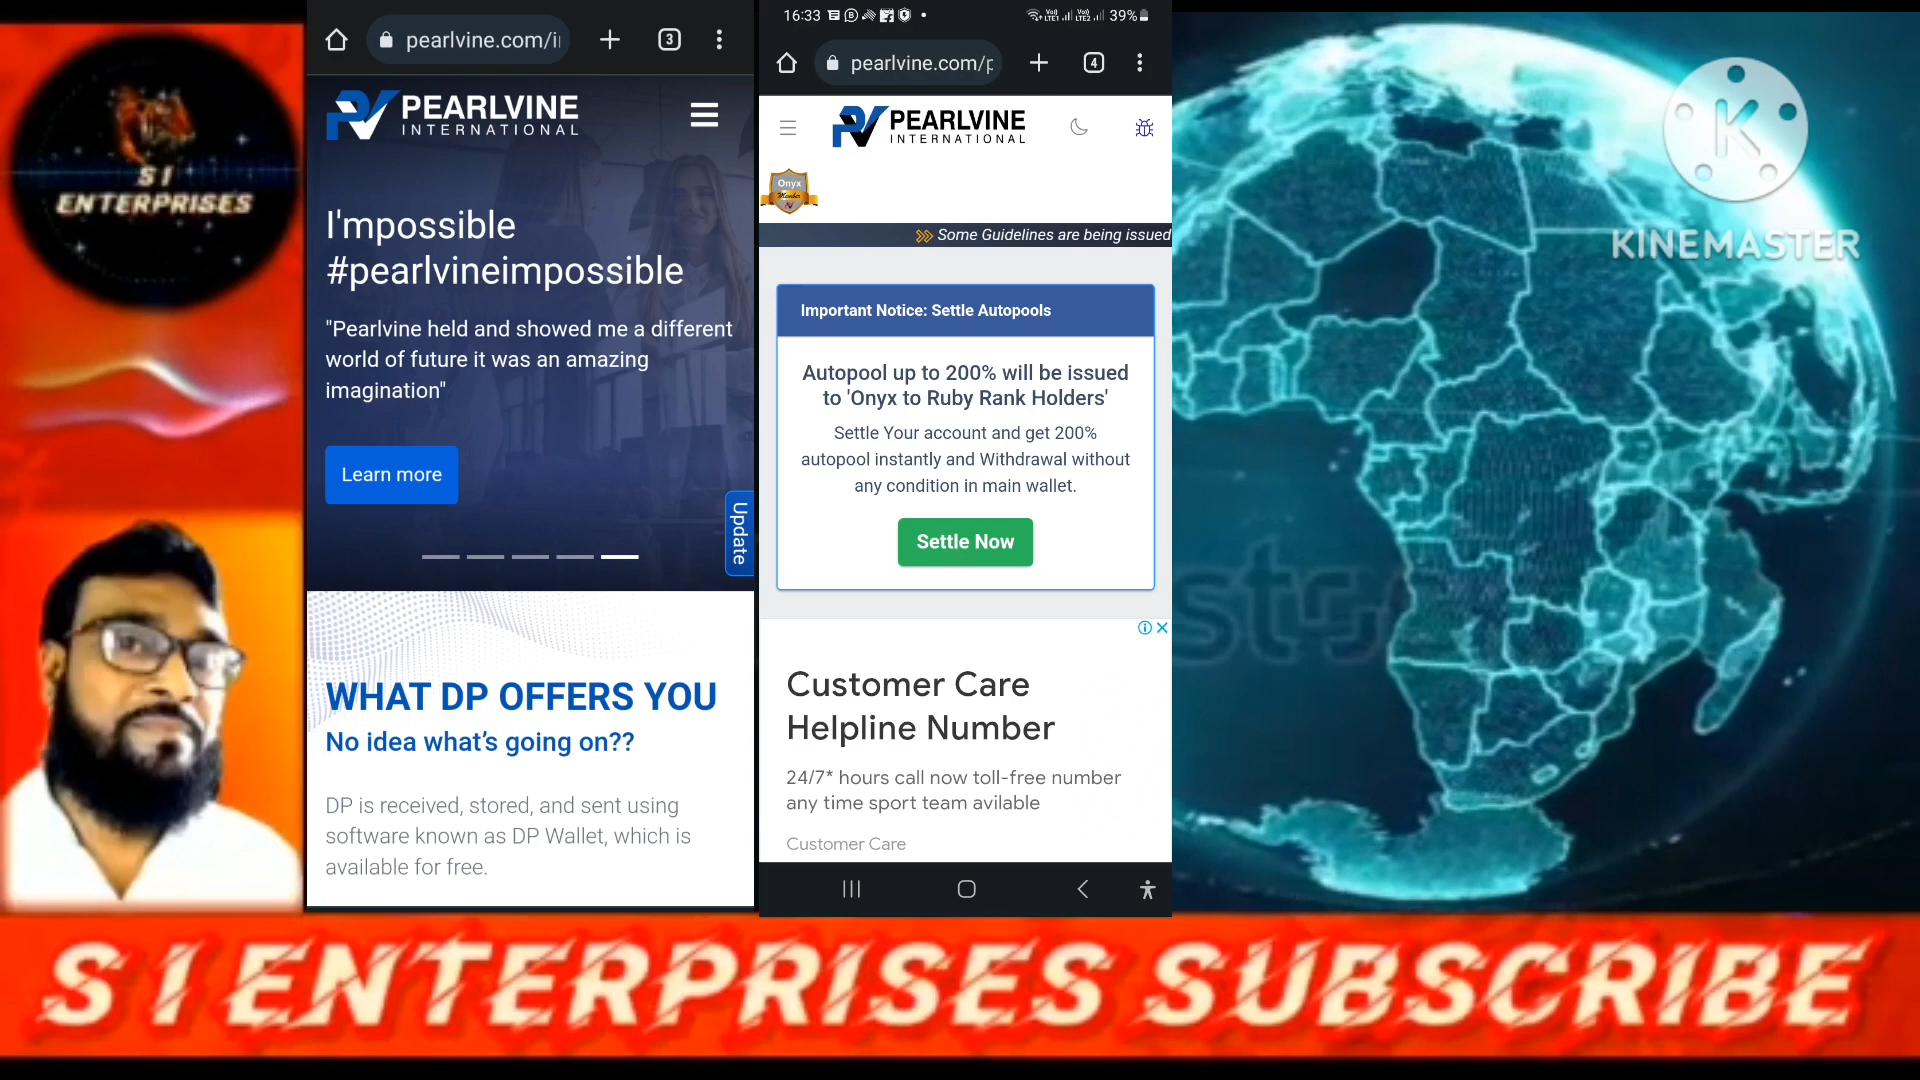 S I
ENTERPRISES
pearlvine.com/i
3
PEARLVINE
INTERNATIONAL
I'mpossible
#pearlvineimpossible
"Pearlvine held and showed me a different
world of future it was an amazing
imagination"
Learn more
Update
WHAT DP OFFERS YOU
No idea what's going on??
DP is received, stored, and sent using
software known as DP Wallet, which is
available for free.
16:33
39%
pearlvine.com/p
4
PEARLVINE
INTERNATIONAL
Onyx
Member
Some Guidelines are being issued
Important Notice: Settle Autopools
Autopool up to 200% will be issued
to 'Onyx to Ruby Rank Holders'
Settle Your account and get 200%
autopool instantly and Withdrawal without
any condition in main wallet.
Settle Now
Customer Care
Helpline Number
24/7* hours call now toll-free number
any time sport team avilable
Customer Care
K
KINEMASTER
S I ENTERPRISES SUBSCRIBE